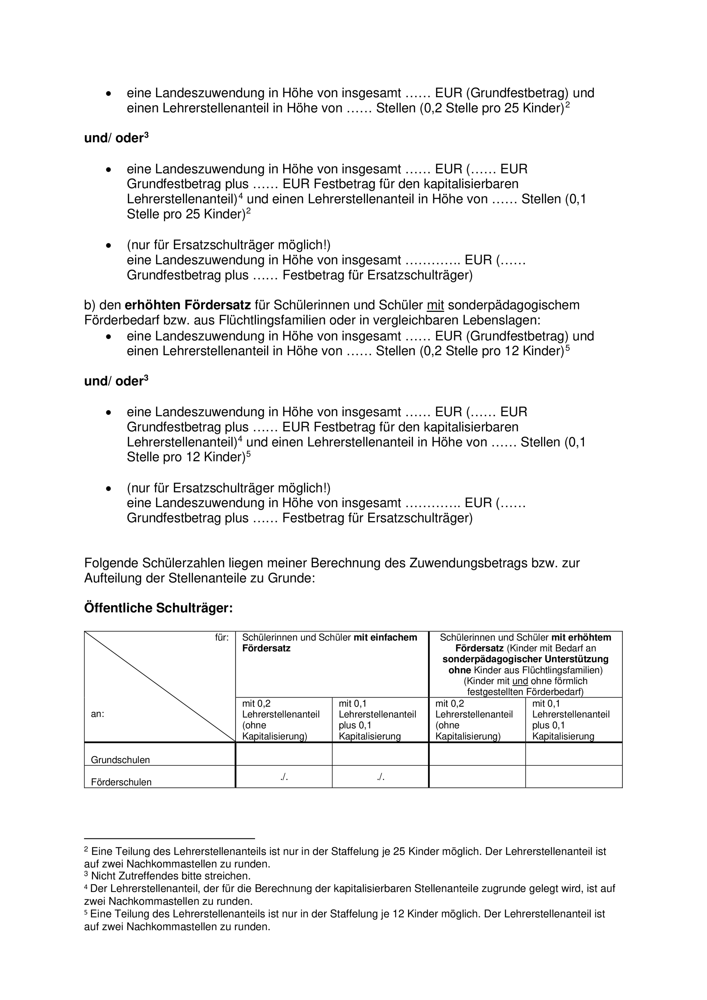 • eine Landeszuwendung in Höhe von insgesamt …… EUR (Grundfestbetrag) und
einen Lehrerstellenanteil in Höhe von …… Stellen (0,2 Stelle pro 25 Kinder)²
und/ oder³
• eine Landeszuwendung in Höhe von insgesamt …… EUR (…… EUR
Grundfestbetrag plus …… EUR Festbetrag für den kapitalisierbaren
Lehrerstellenanteil)⁴ und einen Lehrerstellenanteil in Höhe von …… Stellen (0,1
Stelle pro 25 Kinder)²
• (nur für Ersatzschulträger möglich!)
eine Landeszuwendung in Höhe von insgesamt …………. EUR (……
Grundfestbetrag plus …… Festbetrag für Ersatzschulträger)
b) den erhöhten Fördersatz für Schülerinnen und Schüler mit sonderpädagogischem
Förderbedarf bzw. aus Flüchtlingsfamilien oder in vergleichbaren Lebenslagen:
• eine Landeszuwendung in Höhe von insgesamt …… EUR (Grundfestbetrag) und
einen Lehrerstellenanteil in Höhe von …… Stellen (0,2 Stelle pro 12 Kinder)⁵
und/ oder³
• eine Landeszuwendung in Höhe von insgesamt …… EUR (…… EUR
Grundfestbetrag plus …… EUR Festbetrag für den kapitalisierbaren
Lehrerstellenanteil)⁴ und einen Lehrerstellenanteil in Höhe von …… Stellen (0,1
Stelle pro 12 Kinder)⁵
• (nur für Ersatzschulträger möglich!)
eine Landeszuwendung in Höhe von insgesamt …………. EUR (……
Grundfestbetrag plus …… Festbetrag für Ersatzschulträger)
Folgende Schülerzahlen liegen meiner Berechnung des Zuwendungsbetrags bzw. zur
Aufteilung der Stellenanteile zu Grunde:
Öffentliche Schulträger:
für:
an:
Schülerinnen und Schüler mit einfachem
Fördersatz
Schülerinnen und Schüler mit erhöhtem
Fördersatz (Kinder mit Bedarf an
sonderpädagogischer Unterstützung
ohne Kinder aus Flüchtlingsfamilien)
(Kinder mit und ohne förmlich
festgestellten Förderbedarf)
mit 0,2
Lehrerstellenanteil
(ohne
Kapitalisierung)
mit 0,1
Lehrerstellenanteil
plus 0,1
Kapitalisierung
mit 0,2
Lehrerstellenanteil
(ohne
Kapitalisierung)
mit 0,1
Lehrerstellenanteil
plus 0,1
Kapitalisierung
Grundschulen
Förderschulen ./. ./.
² Eine Teilung des Lehrerstellenanteils ist nur in der Staffelung je 25 Kinder möglich. Der Lehrerstellenanteil ist
auf zwei Nachkommastellen zu runden.
³ Nicht Zutreffendes bitte streichen.
⁴ Der Lehrerstellenanteil, der für die Berechnung der kapitalisierbaren Stellenanteile zugrunde gelegt wird, ist auf
zwei Nachkommastellen zu runden.
⁵ Eine Teilung des Lehrerstellenanteils ist nur in der Staffelung je 12 Kinder möglich. Der Lehrerstellenanteil ist
auf zwei Nachkommastellen zu runden.